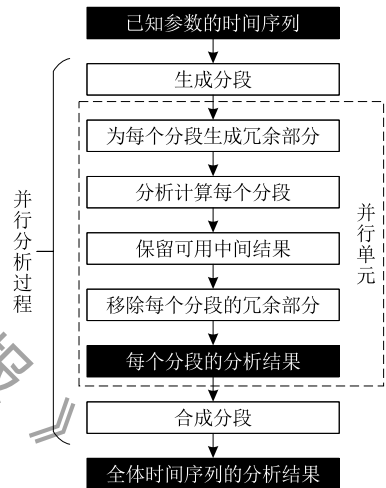 已知参数的时间序列
生成分段
为每个分段生成冗余部分
分析计算每个分段
保留可用中间结果
移除每个分段的冗余部分
每个分段的分析结果
合成分段
全体时间序列的分析结果
并行分析过程
并行单元
报》